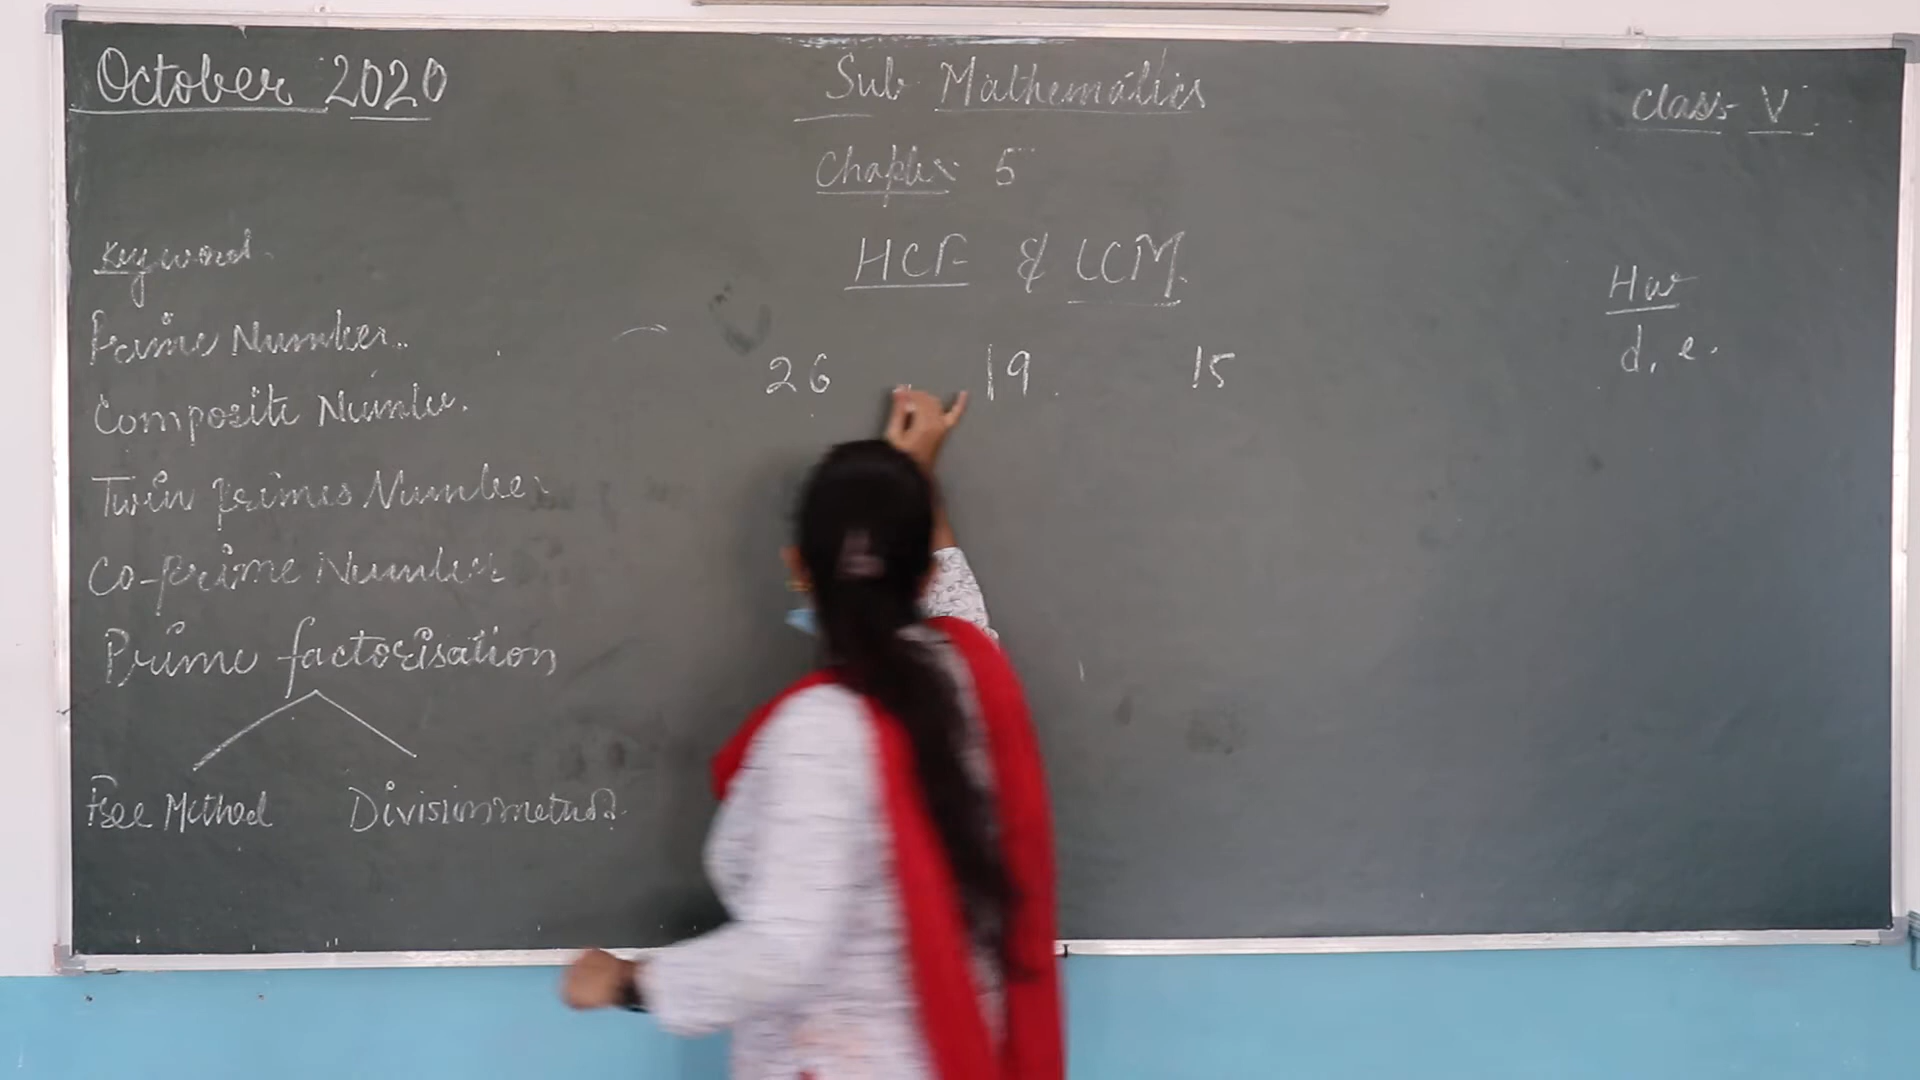 October 2020
Sub Mathematics
Class- V
Chapter 5
HCF & LCM
Keyword
Prime Number.
Composite Number.
Twin primes Number
Co-prime Number
Prime factorisation
Tree Method Division method
26 19 15
Hw
d, e.